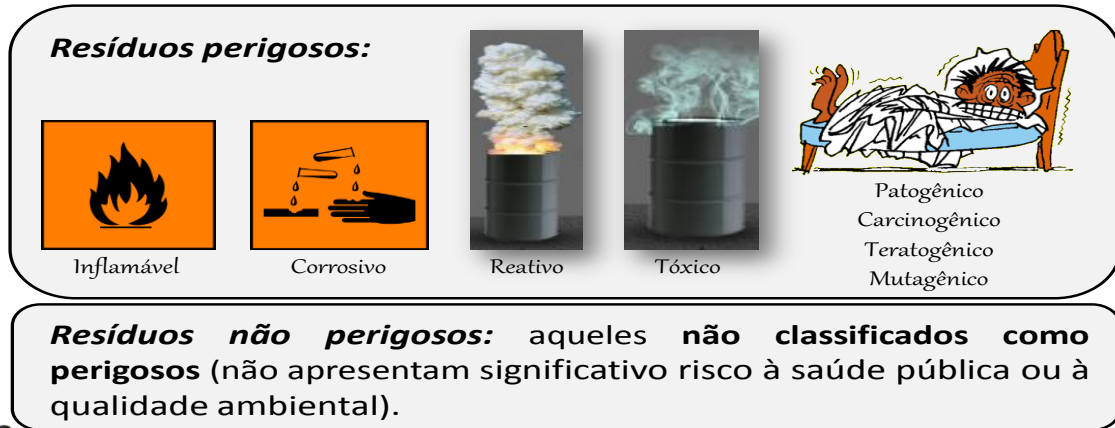 Resíduos perigosos:
Inflamável
Corrosivo
Reativo
Tóxico
Patogênico
Carcinogênico
Teratogênico
Mutagênico
Resíduos não perigosos: aqueles não classificados como
perigosos (não apresentam significativo risco à saúde pública ou à
qualidade ambiental).